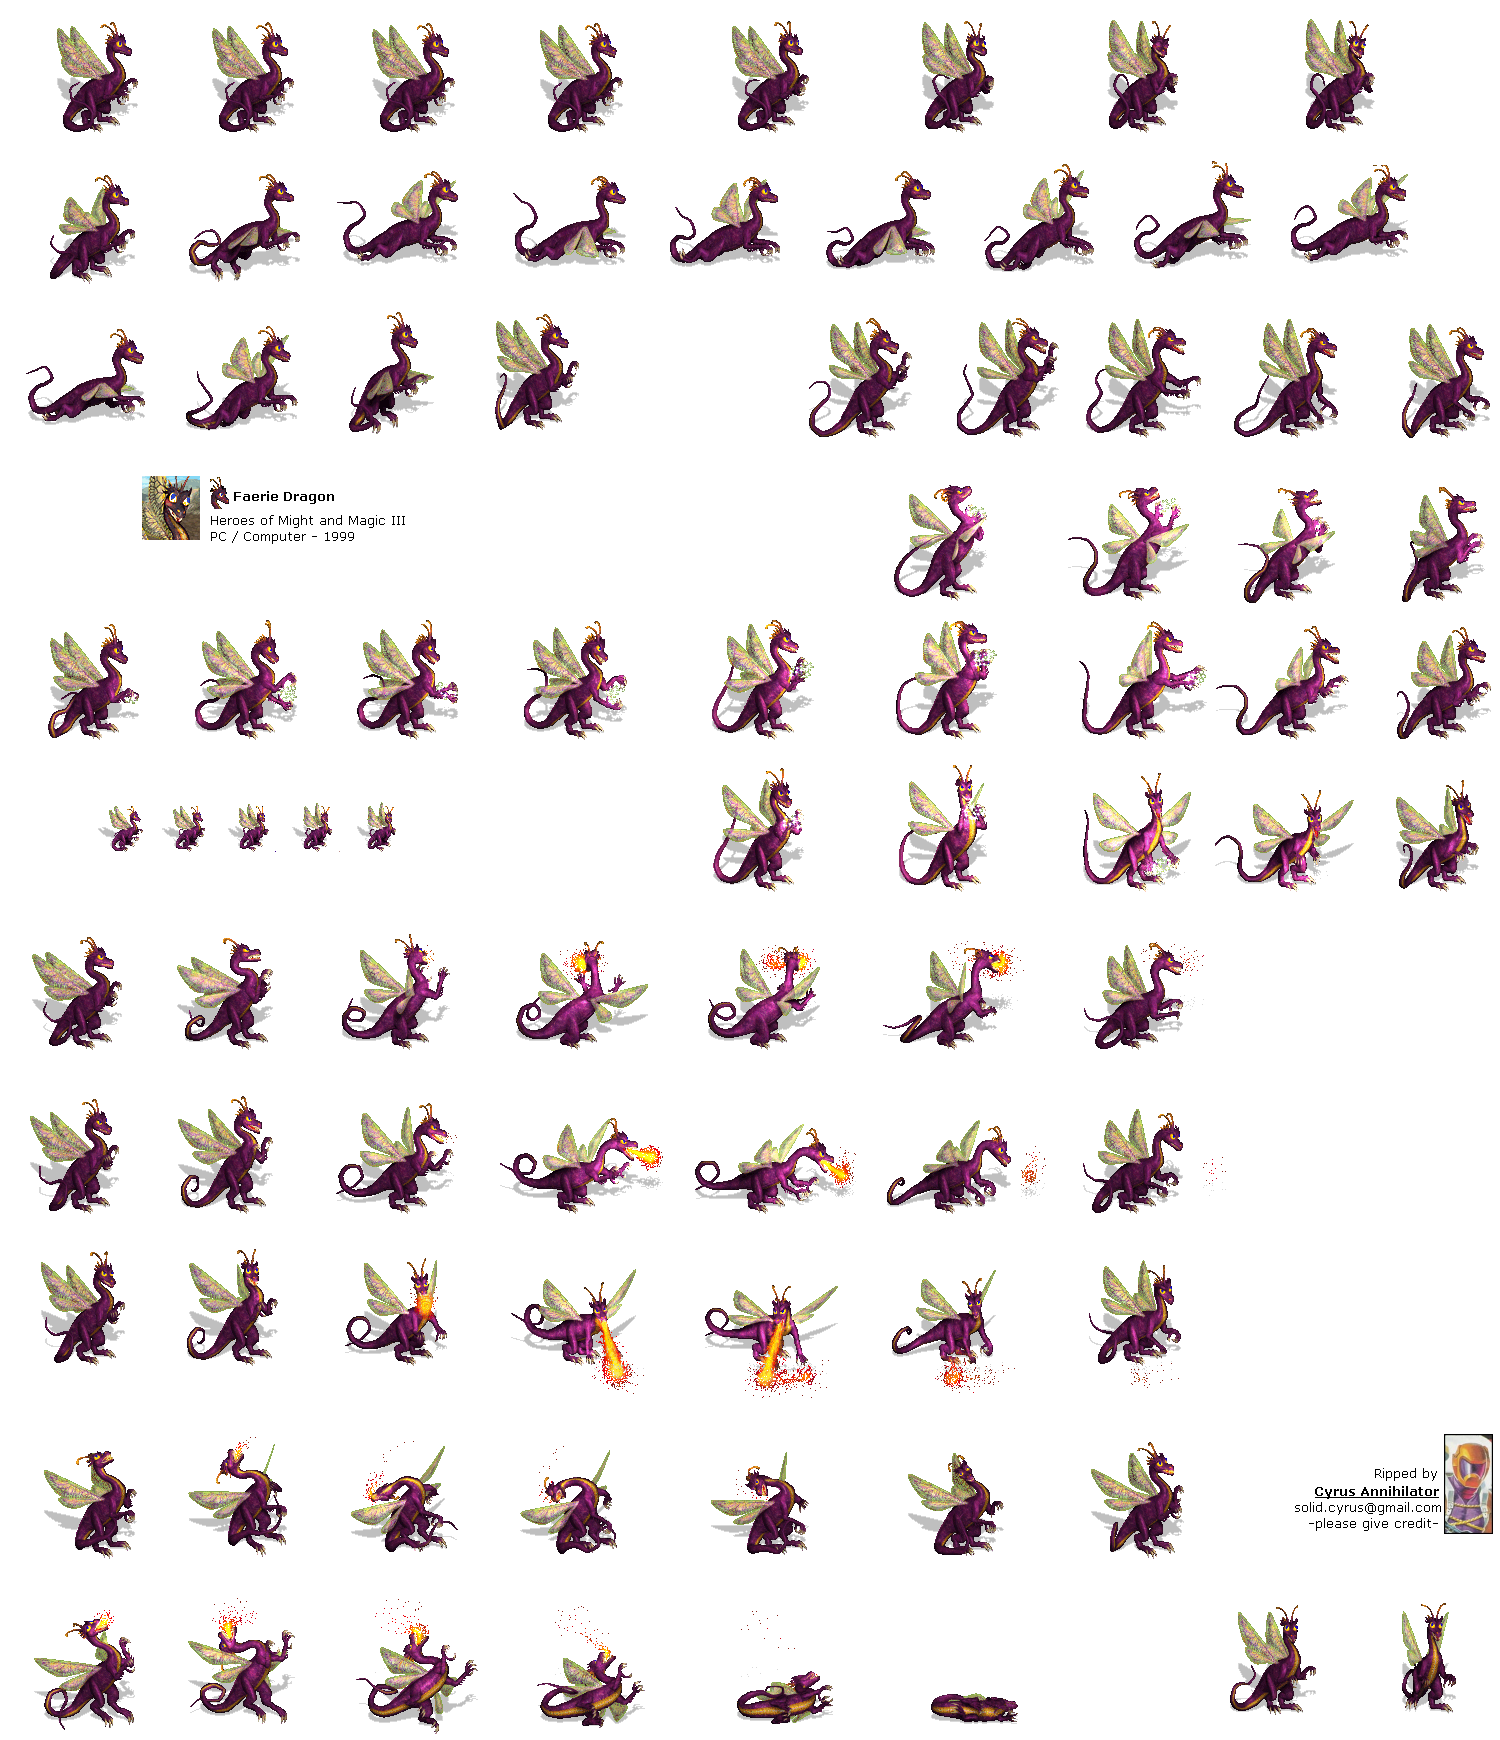 Faerie Dragon
Heroes of Might and Magic III
PC / Computer - 1999
Ripped by
Cyrus Annihilator
solid.cyrus@gmail.com
-please give credit-